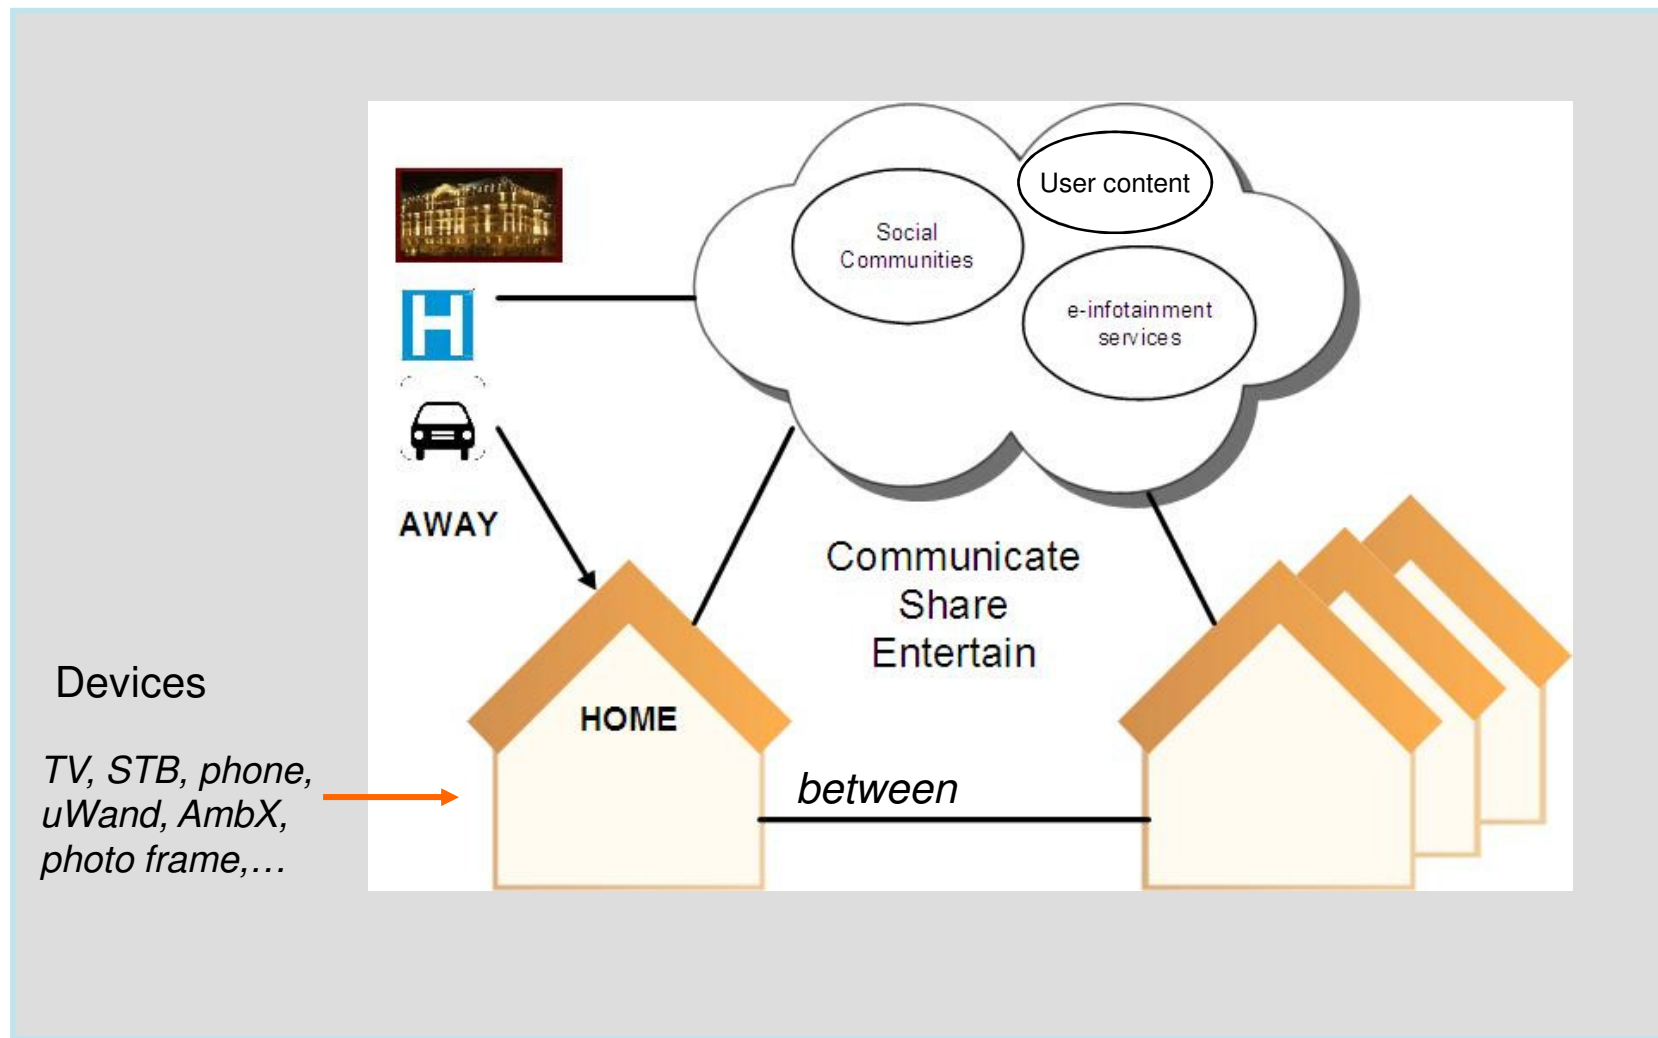 User content
Social
Communities
e-infotainment
services
H
AWAY
Communicate
Share
Entertain
Devices
HOME
TV, STB, phone,
uWand, AmbX,
photo frame,…
between